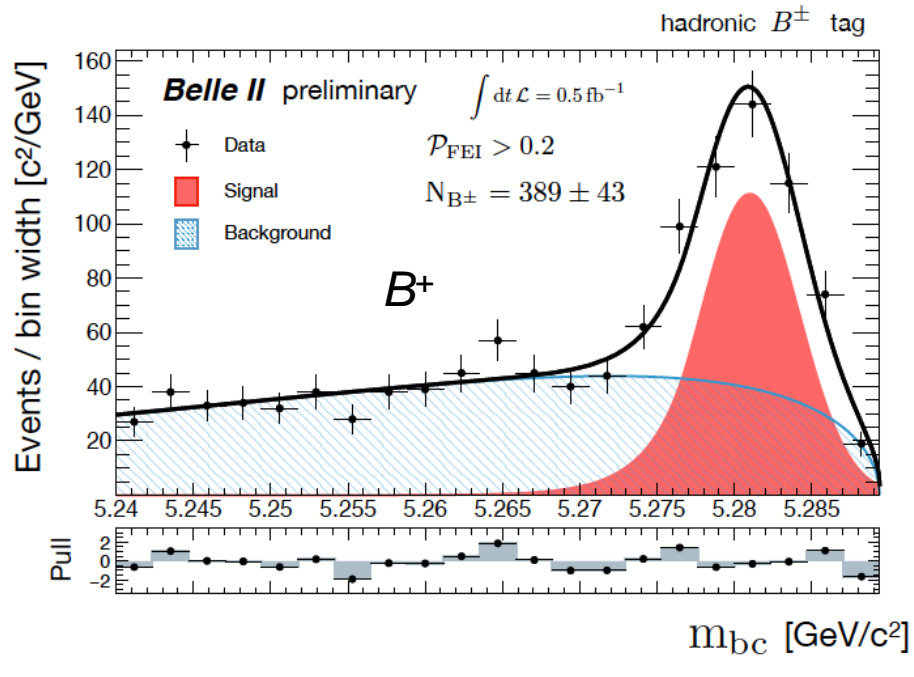 hadronic B± tag
Events / bin width [c²/GeV]
160
140
120
100
80
60
40
20
Belle II preliminary
∫ dt L = 0.5 fb⁻¹
Data
P_FEI > 0.2
Signal
N_B± = 389 ± 43
Background
B⁺
5.24 5.245 5.25 5.255 5.26 5.265 5.27 5.275 5.28 5.285
Pull
2
0
−2
m_bc [GeV/c²]